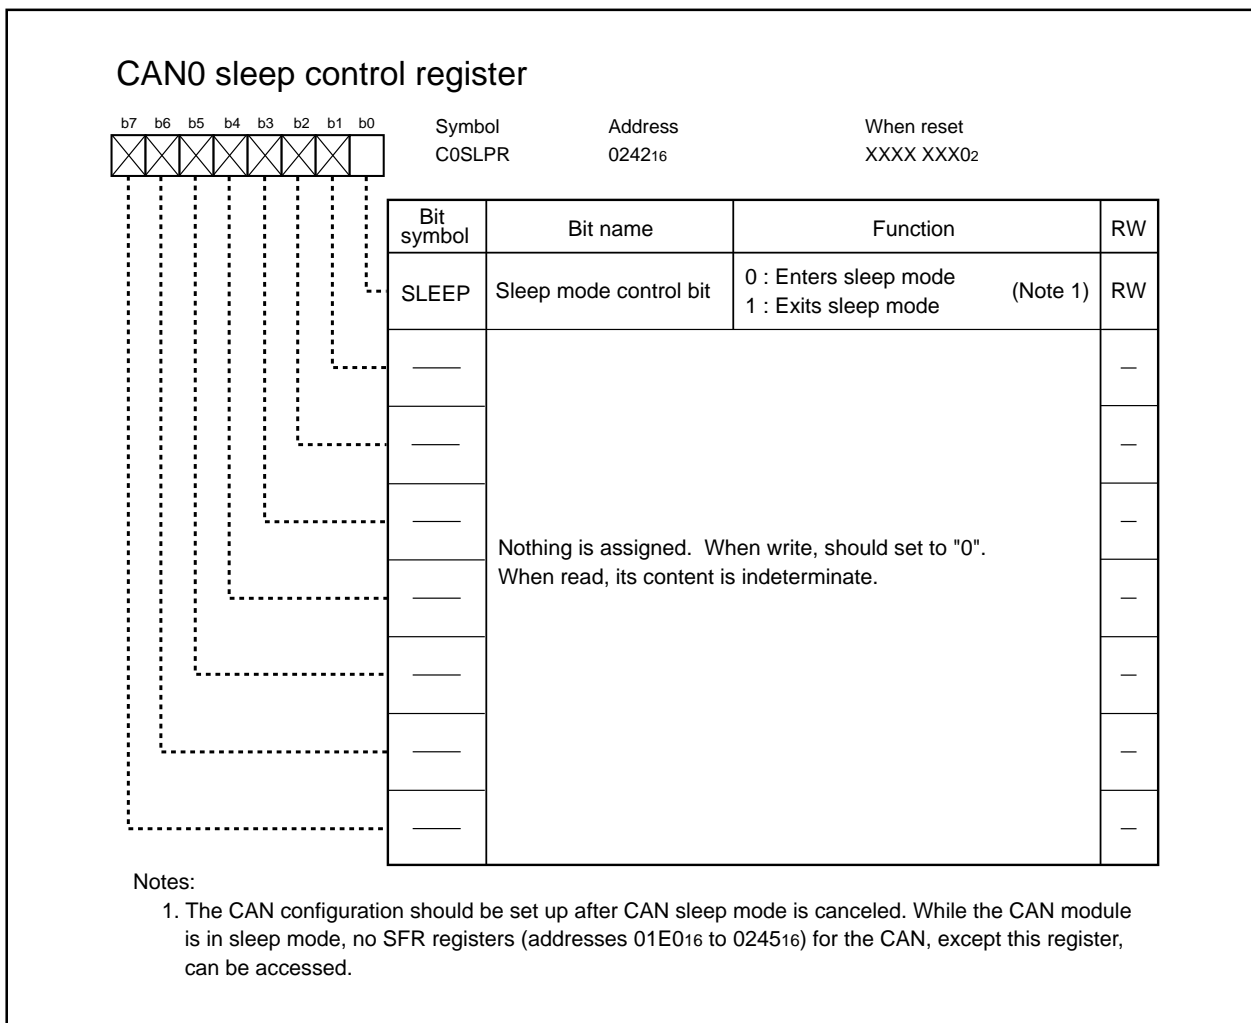 CAN0 sleep control register
b7 b6 b5 b4 b3 b2 b1 b0
Symbol Address When reset
C0SLPR 024216 XXXX XXX02
Bit symbol Bit name Function RW
SLEEP Sleep mode control bit 0 : Enters sleep mode (Note 1) RW
1 : Exits sleep mode
Nothing is assigned. When write, should set to "0".
When read, its content is indeterminate.
Notes:
1. The CAN configuration should be set up after CAN sleep mode is canceled. While the CAN module
is in sleep mode, no SFR registers (addresses 01E016 to 024516) for the CAN, except this register,
can be accessed.